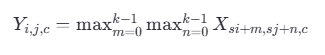 $Y_{i,j,c} = \max_{m=0}^{k-1} \max_{n=0}^{k-1} X_{si+m,sj+n,c}$